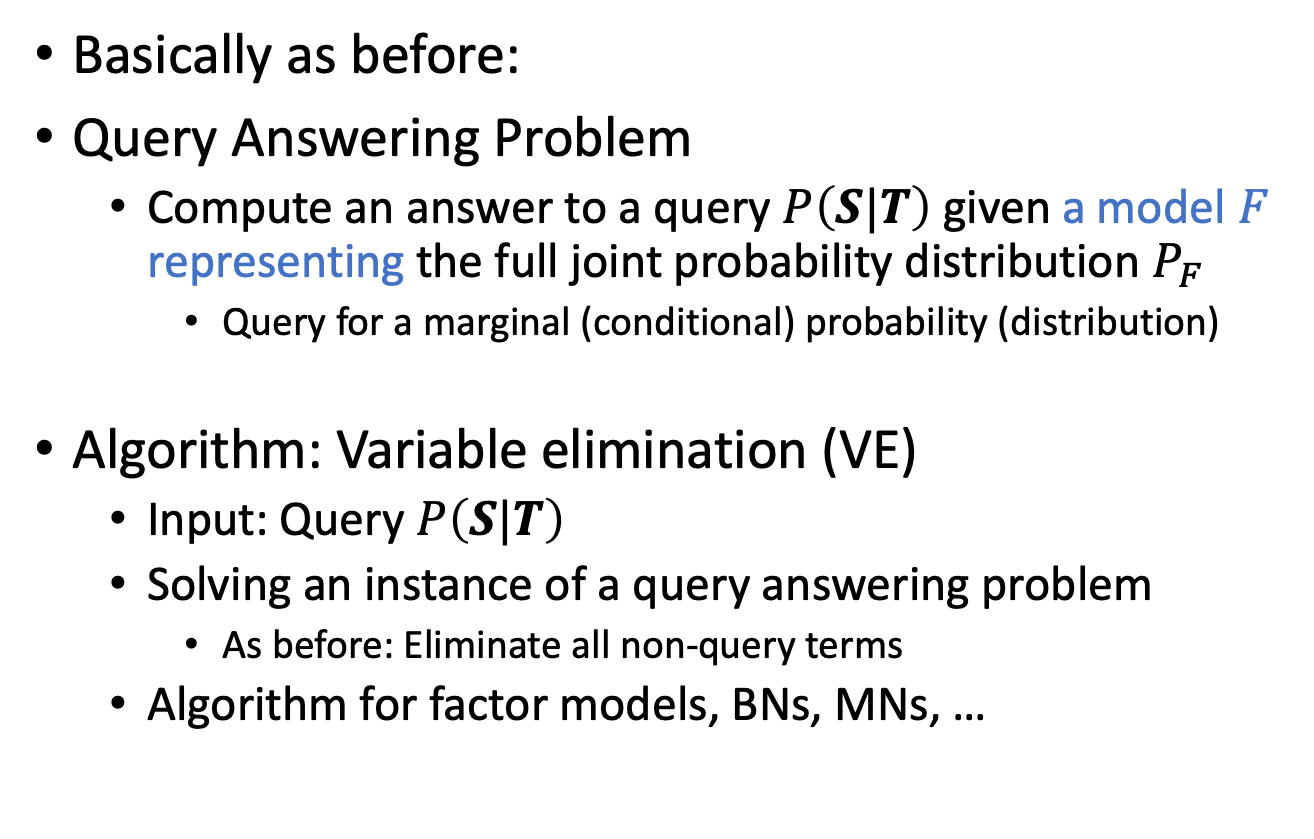 • Basically as before:
• Query Answering Problem
• Compute an answer to a query P(S|T) given a model F
representing the full joint probability distribution P_F
• Query for a marginal (conditional) probability (distribution)
• Algorithm: Variable elimination (VE)
• Input: Query P(S|T)
• Solving an instance of a query answering problem
• As before: Eliminate all non-query terms
• Algorithm for factor models, BNs, MNs, …